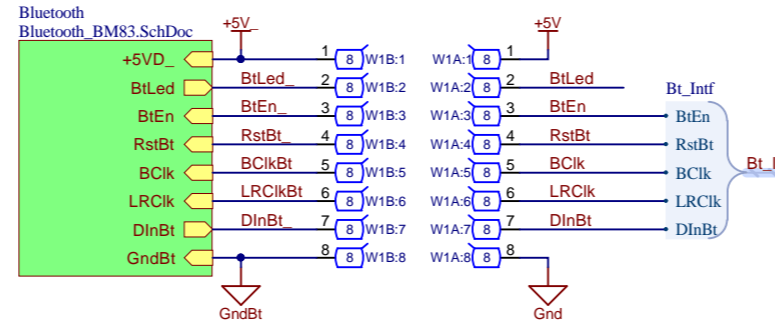 Bluetooth
Bluetooth_BM83.SchDoc
+5V_
+5V
+5VD_ 1 8 W1B:1 W1A:1 8 1
BtLed BtLed_ 2 8 W1B:2 W1A:2 8 2 BtLed Bt_Intf
BtEn BtEn_ 3 8 W1B:3 W1A:3 8 3 BtEn BtEn
RstBt RstBt_ 4 8 W1B:4 W1A:4 8 4 RstBt RstBt
BClk BClkBt 5 8 W1B:5 W1A:5 8 5 BClk BClk Bt_I
LRClk LRClkBt 6 8 W1B:6 W1A:6 8 6 LRClk LRClk
DInBt DInBt_ 7 8 W1B:7 W1A:7 8 7 DInBt DInBt
GndBt 8 8 W1B:8 W1A:8 8 8
GndBt Gnd